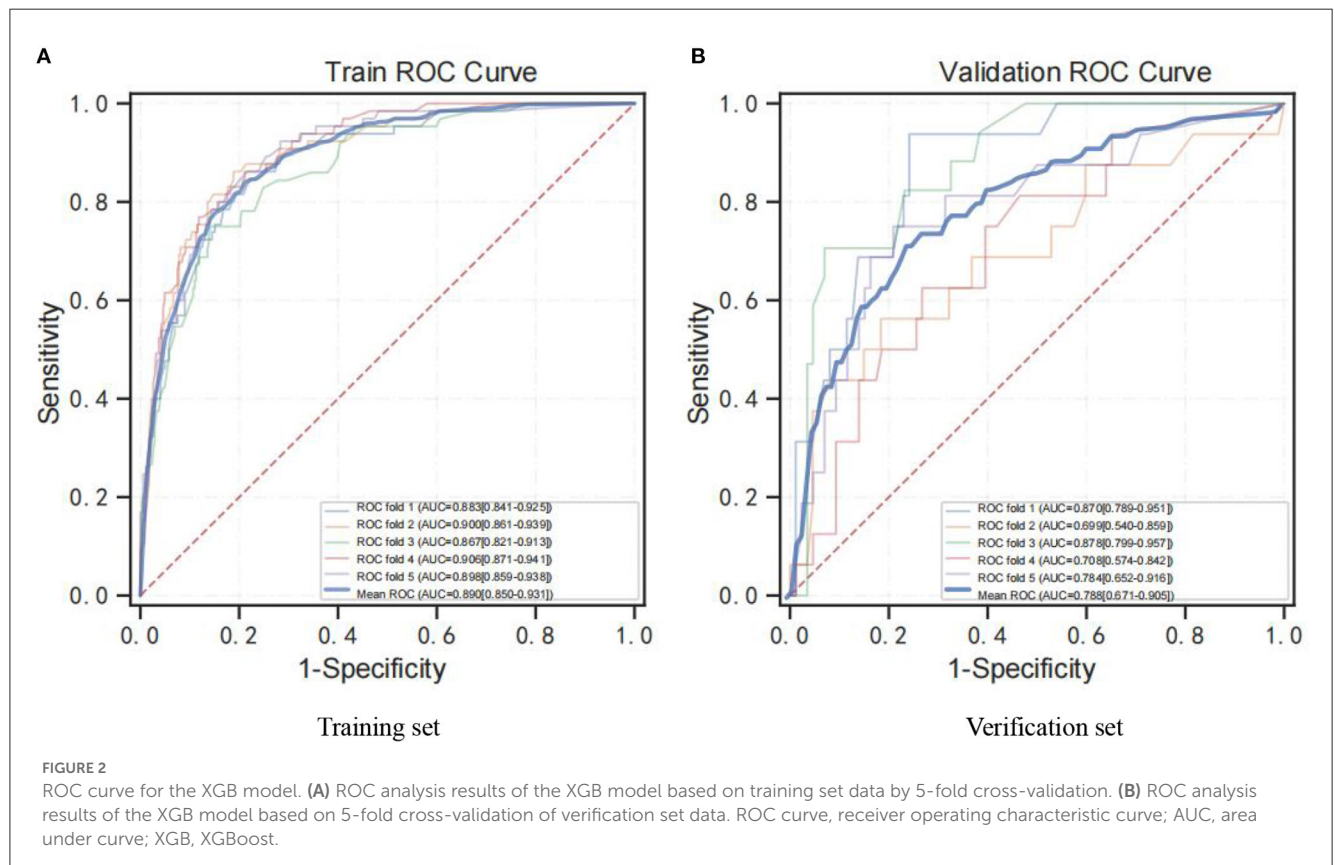 A
Train ROC Curve
1.0
0.8
0.6
0.4
0.2
0.0
Sensitivity
ROC fold 1 (AUC=0.883[0.841-0.925])
ROC fold 2 (AUC=0.900[0.861-0.939])
ROC fold 3 (AUC=0.867[0.821-0.913])
ROC fold 4 (AUC=0.906[0.871-0.941])
ROC fold 5 (AUC=0.898[0.859-0.938])
Mean ROC (AUC=0.890[0.850-0.931])
0.0 0.2 0.4 0.6 0.8 1.0
1-Specificity
Training set
B
Validation ROC Curve
1.0
0.8
0.6
0.4
0.2
0.0
Sensitivity
ROC fold 1 (AUC=0.870[0.789-0.951])
ROC fold 2 (AUC=0.699[0.540-0.859])
ROC fold 3 (AUC=0.878[0.799-0.957])
ROC fold 4 (AUC=0.708[0.574-0.842])
ROC fold 5 (AUC=0.784[0.652-0.916])
Mean ROC (AUC=0.788[0.671-0.905])
0.0 0.2 0.4 0.6 0.8 1.0
1-Specificity
Verification set
FIGURE 2
ROC curve for the XGB model. (A) ROC analysis results of the XGB model based on training set data by 5-fold cross-validation. (B) ROC analysis
results of the XGB model based on 5-fold cross-validation of verification set data. ROC curve, receiver operating characteristic curve; AUC, area
under curve; XGB, XGBoost.